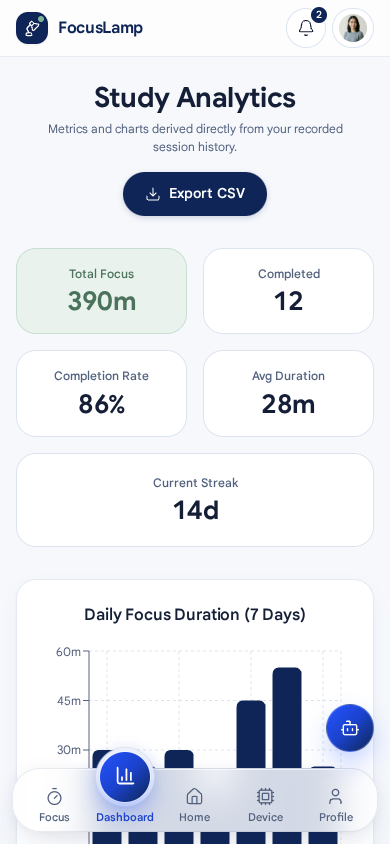 FocusLamp
2
Study Analytics
Metrics and charts derived directly from your recorded
session history.
Export CSV
Total Focus
390m
Completed
12
Completion Rate
86%
Avg Duration
28m
Current Streak
14d
Daily Focus Duration (7 Days)
60m
45m
30m
Focus
Dashboard
Home
Device
Profile